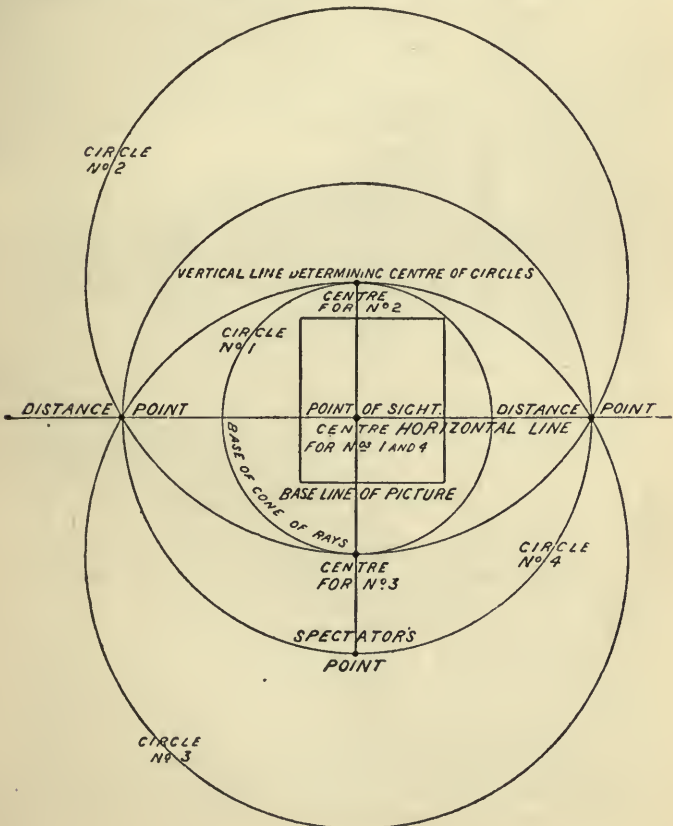 CIRCLE
Nº 2
VERTICAL LINE DETERMINING CENTRE OF CIRCLES
CENTRE
FOR Nº 2
CIRCLE
Nº 1
DISTANCE POINT
POINT OF SIGHT.
DISTANCE POINT
CENTRE HORIZONTAL LINE
FOR Nos 1 AND 4
BASE OF CONE OF RAYS
BASE LINE OF PICTURE
CENTRE
FOR Nº 3
CIRCLE
Nº 4
SPECTATOR'S
POINT
CIRCLE
Nº 3